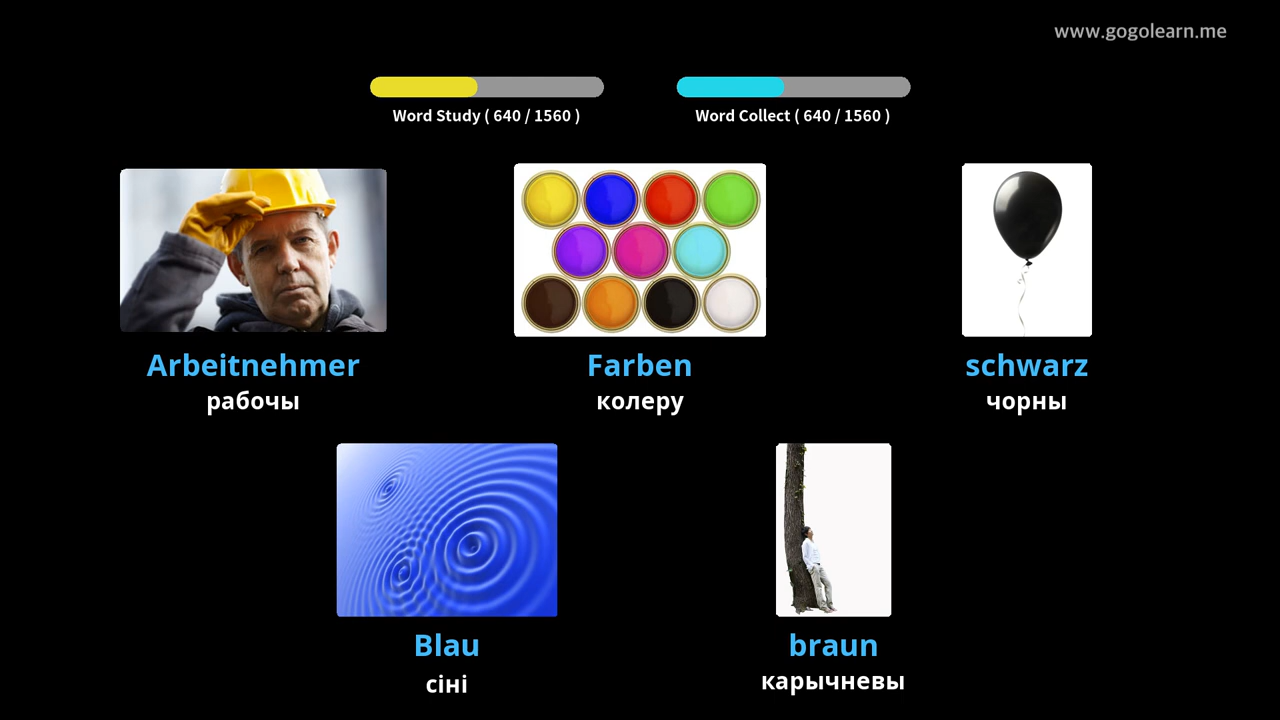 www.gogolearn.me
Word Study ( 640 / 1560 )
Word Collect ( 640 / 1560 )
Arbeitnehmer
рабочы
Farben
колеру
schwarz
чорны
Blau
сіні
braun
карычневы